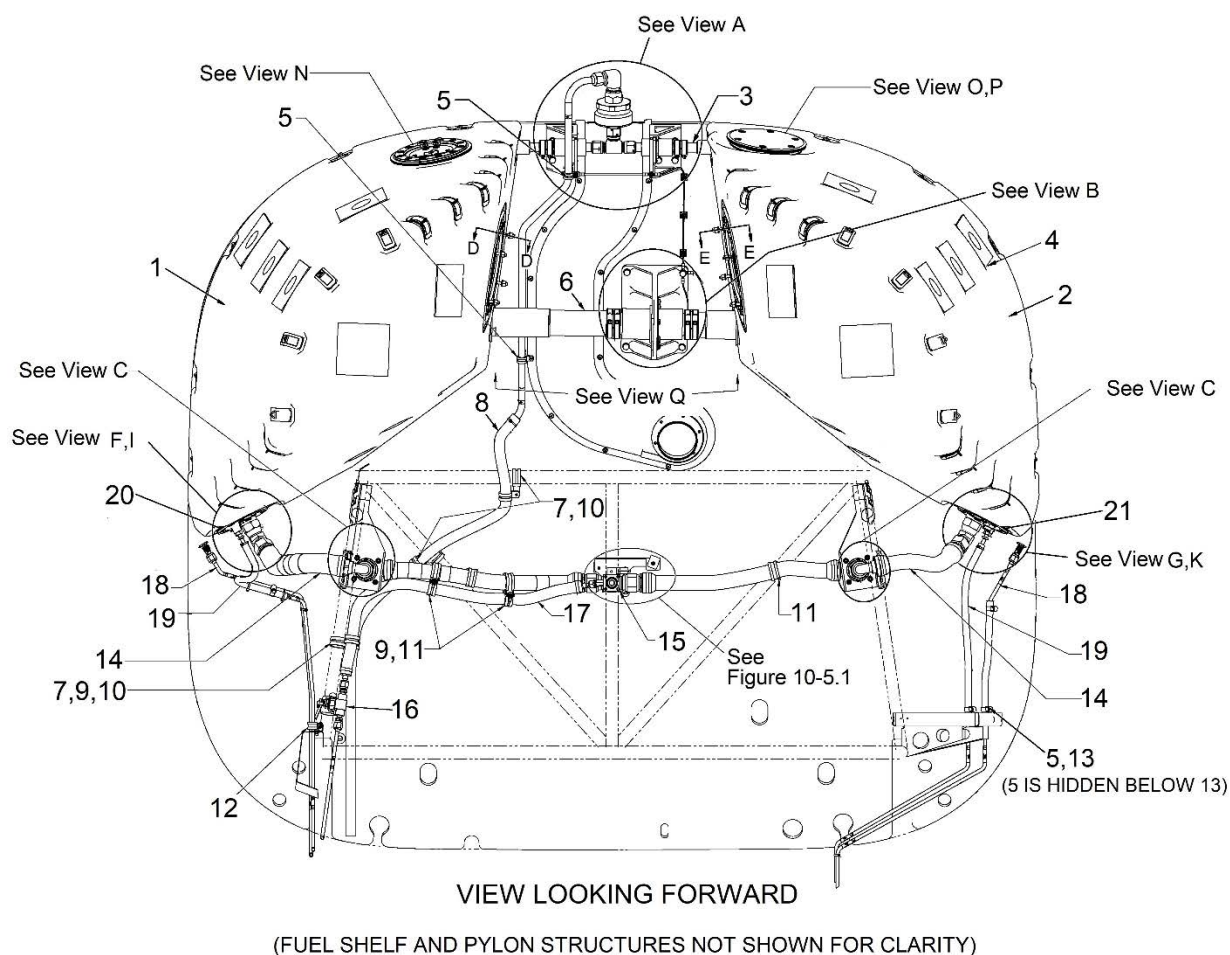 See View A
See View N
5
5
3
See View O,P
See View B
D
D
E
E
4
1
2
6
See View C
See View Q
See View C
8
See View F,I
20
7,10
21
See View G,K
18
18
19
17
11
15
9,11
See
Figure 10-5.1
19
14
14
7,9,10
16
5,13
(5 IS HIDDEN BELOW 13)
12
VIEW LOOKING FORWARD
(FUEL SHELF AND PYLON STRUCTURES NOT SHOWN FOR CLARITY)